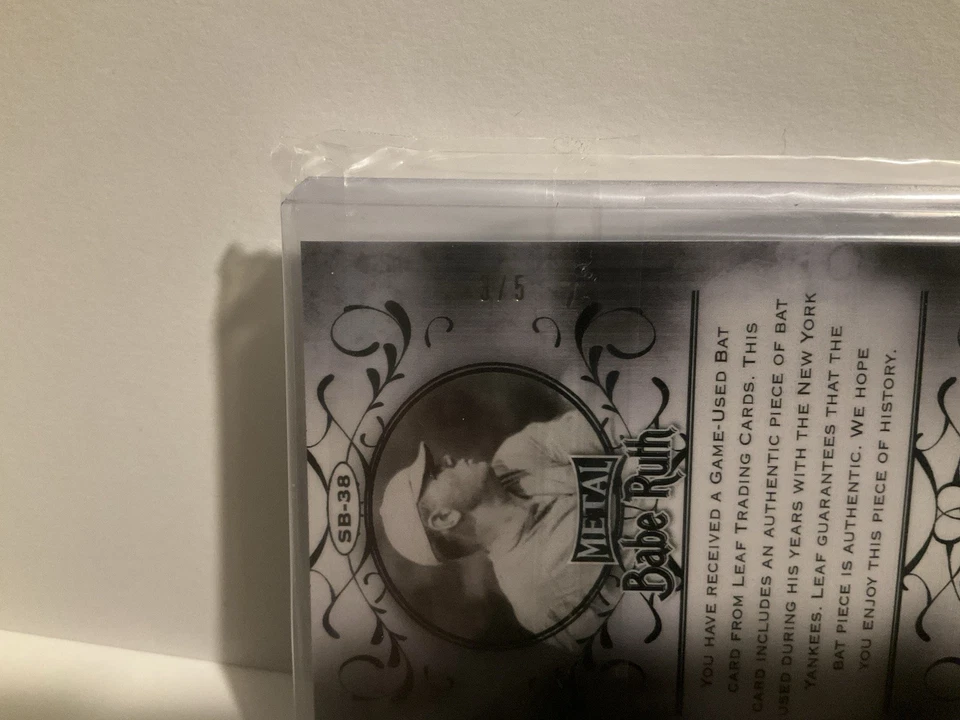 3/5
SB-38
METAL
Babe Ruth
YOU HAVE RECEIVED A GAME-USED BAT
CARD FROM LEAF TRADING CARDS. THIS
CARD INCLUDES AN AUTHENTIC PIECE OF BAT
USED DURING HIS YEARS WITH THE NEW YORK
YANKEES. LEAF GUARANTEES THAT THE
BAT PIECE IS AUTHENTIC. WE HOPE
YOU ENJOY THIS PIECE OF HISTORY.